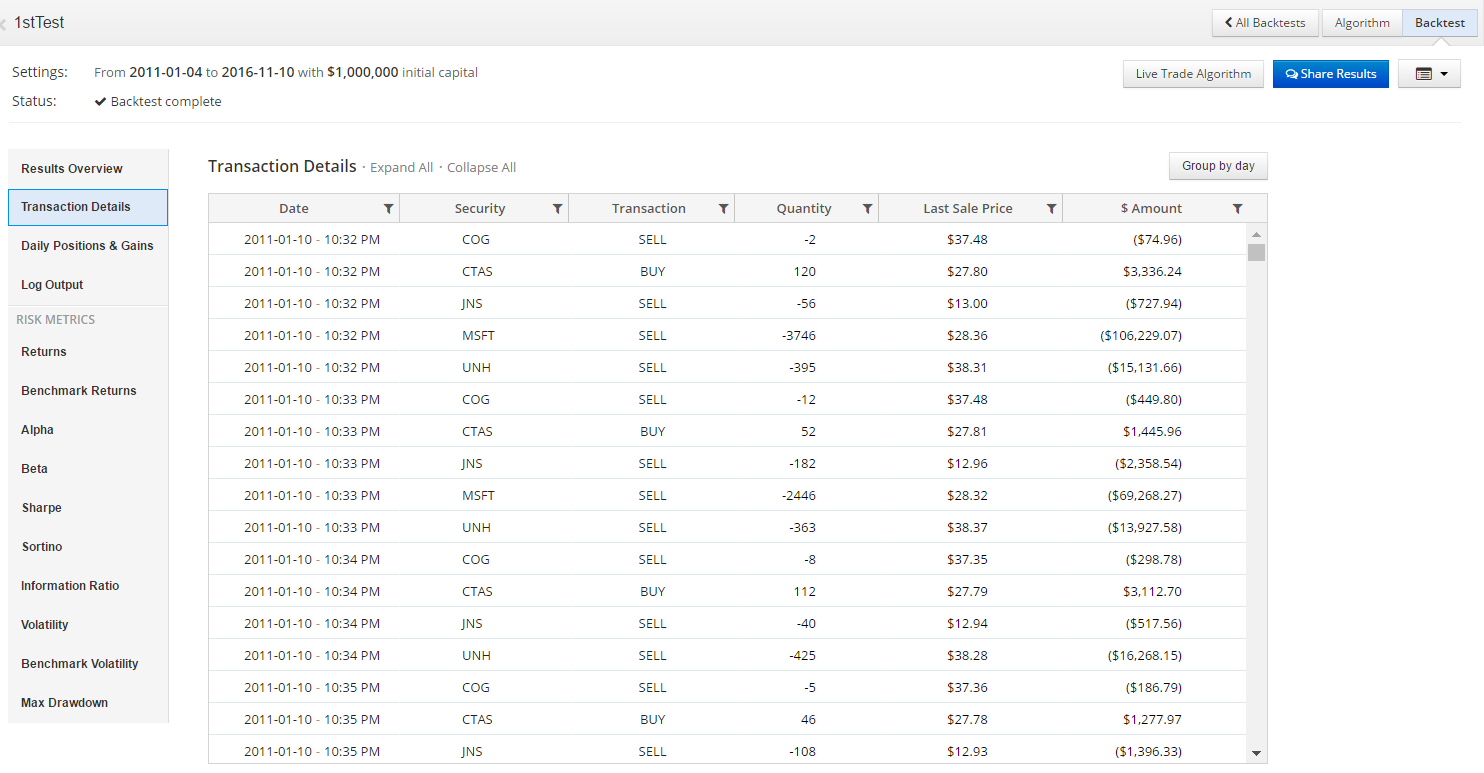 1stTest All Backtests Algorithm Backtest
Settings: From 2011-01-04 to 2016-11-10 with $1,000,000 initial capital Live Trade Algorithm Share Results
Status: Backtest complete
Results Overview
Transaction Details
Daily Positions & Gains
Log Output
RISK METRICS
Returns
Benchmark Returns
Alpha
Beta
Sharpe
Sortino
Information Ratio
Volatility
Benchmark Volatility
Max Drawdown
Transaction Details · Expand All · Collapse All Group by day
Date Security Transaction Quantity Last Sale Price $ Amount
2011-01-10 - 10:32 PM COG SELL -2 $37.48 ($74.96)
2011-01-10 - 10:32 PM CTAS BUY 120 $27.80 $3,336.24
2011-01-10 - 10:32 PM JNS SELL -56 $13.00 ($727.94)
2011-01-10 - 10:32 PM MSFT SELL -3746 $28.36 ($106,229.07)
2011-01-10 - 10:32 PM UNH SELL -395 $38.31 ($15,131.66)
2011-01-10 - 10:33 PM COG SELL -12 $37.48 ($449.80)
2011-01-10 - 10:33 PM CTAS BUY 52 $27.81 $1,445.96
2011-01-10 - 10:33 PM JNS SELL -182 $12.96 ($2,358.54)
2011-01-10 - 10:33 PM MSFT SELL -2446 $28.32 ($69,268.27)
2011-01-10 - 10:33 PM UNH SELL -363 $38.37 ($13,927.58)
2011-01-10 - 10:34 PM COG SELL -8 $37.35 ($298.78)
2011-01-10 - 10:34 PM CTAS BUY 112 $27.79 $3,112.70
2011-01-10 - 10:34 PM JNS SELL -40 $12.94 ($517.56)
2011-01-10 - 10:34 PM UNH SELL -425 $38.28 ($16,268.15)
2011-01-10 - 10:35 PM COG SELL -5 $37.36 ($186.79)
2011-01-10 - 10:35 PM CTAS BUY 46 $27.78 $1,277.97
2011-01-10 - 10:35 PM JNS SELL -108 $12.93 ($1,396.33)